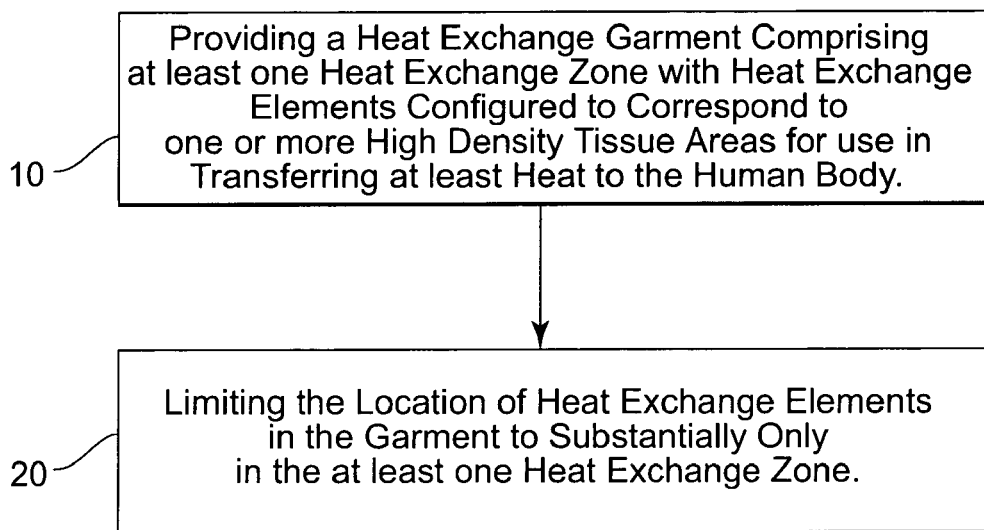 Providing a Heat Exchange Garment Comprising
at least one Heat Exchange Zone with Heat Exchange
Elements Configured to Correspond to
one or more High Density Tissue Areas for use in
Transferring at least Heat to the Human Body.
10
Limiting the Location of Heat Exchange Elements
in the Garment to Substantially Only
in the at least one Heat Exchange Zone.
20